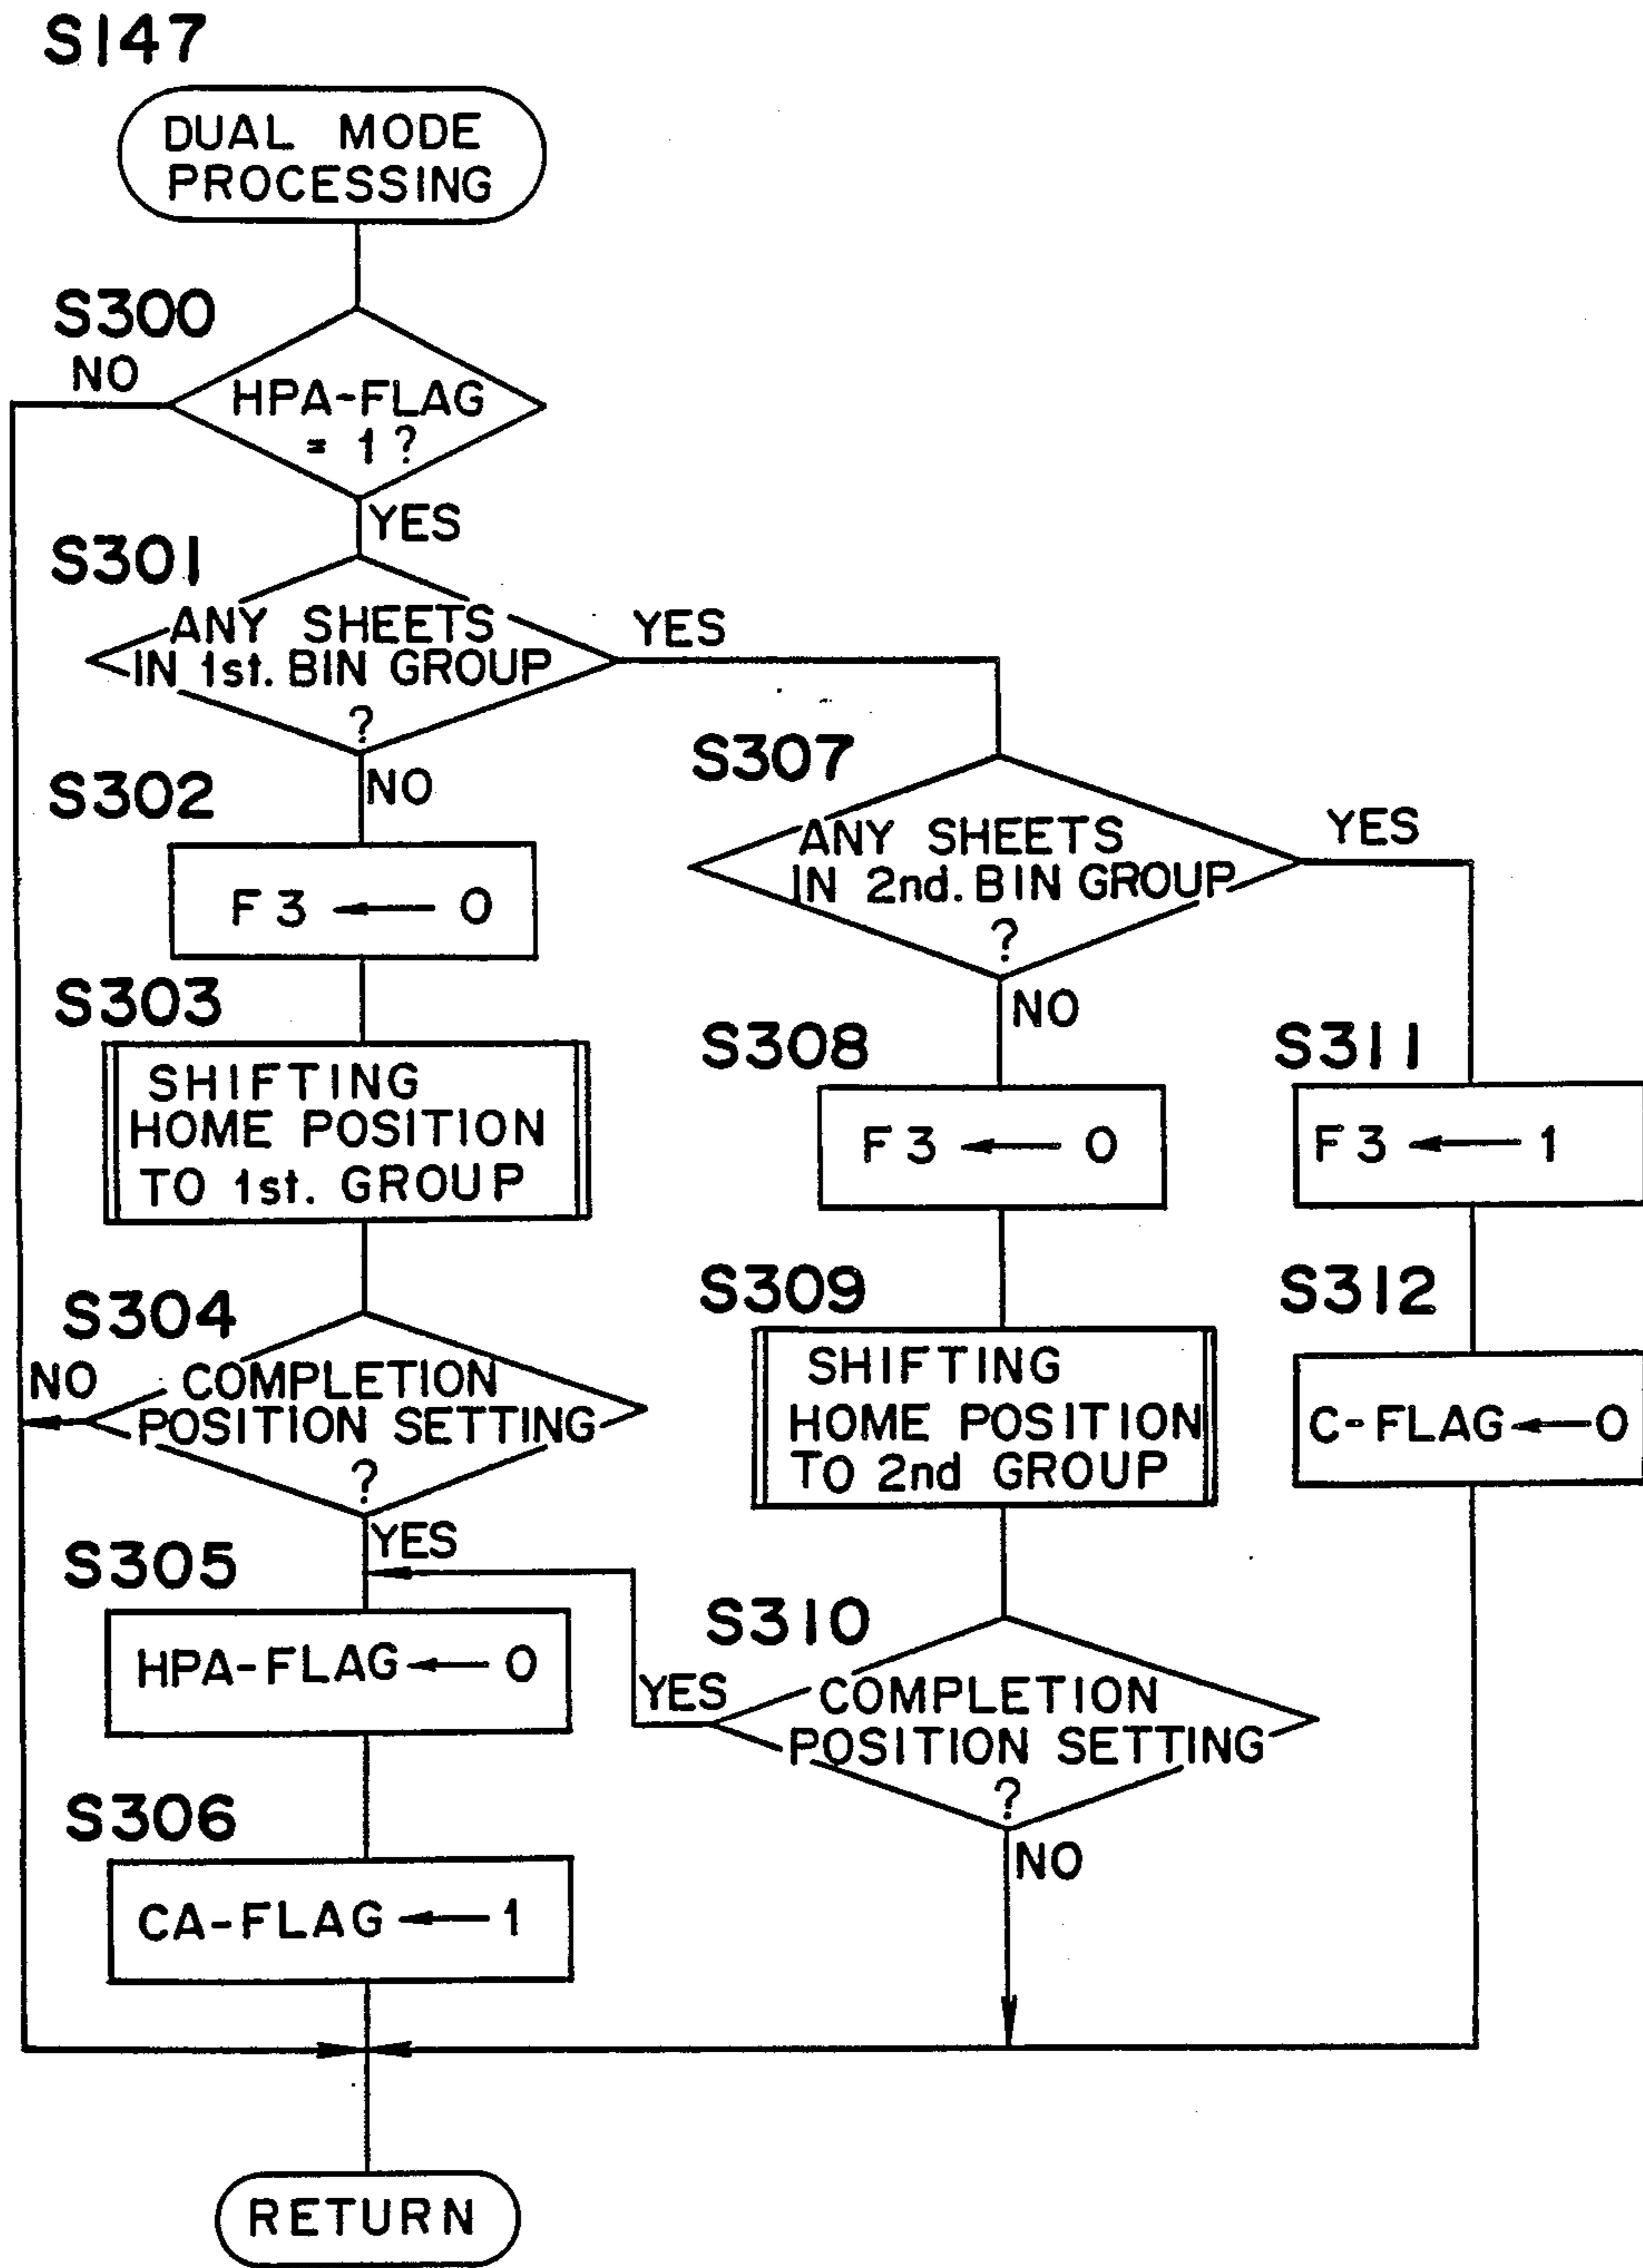 S147
DUAL MODE
PROCESSING
S300
NO
HPA-FLAG
= 1 ?
YES
S301
ANY SHEETS
IN 1st. BIN GROUP
?
YES
NO
S302
F3 ← 0
S303
SHIFTING
HOME POSITION
TO 1st. GROUP
S304
NO
COMPLETION
POSITION SETTING
?
YES
S305
HPA-FLAG ← 0
S306
CA-FLAG ← 1
S307
ANY SHEETS
IN 2nd. BIN GROUP
?
YES
NO
S308
F3 ← 0
S309
SHIFTING
HOME POSITION
TO 2nd GROUP
S310
YES
COMPLETION
POSITION SETTING
?
NO
S311
F3 ← 1
S312
C-FLAG ← 0
RETURN